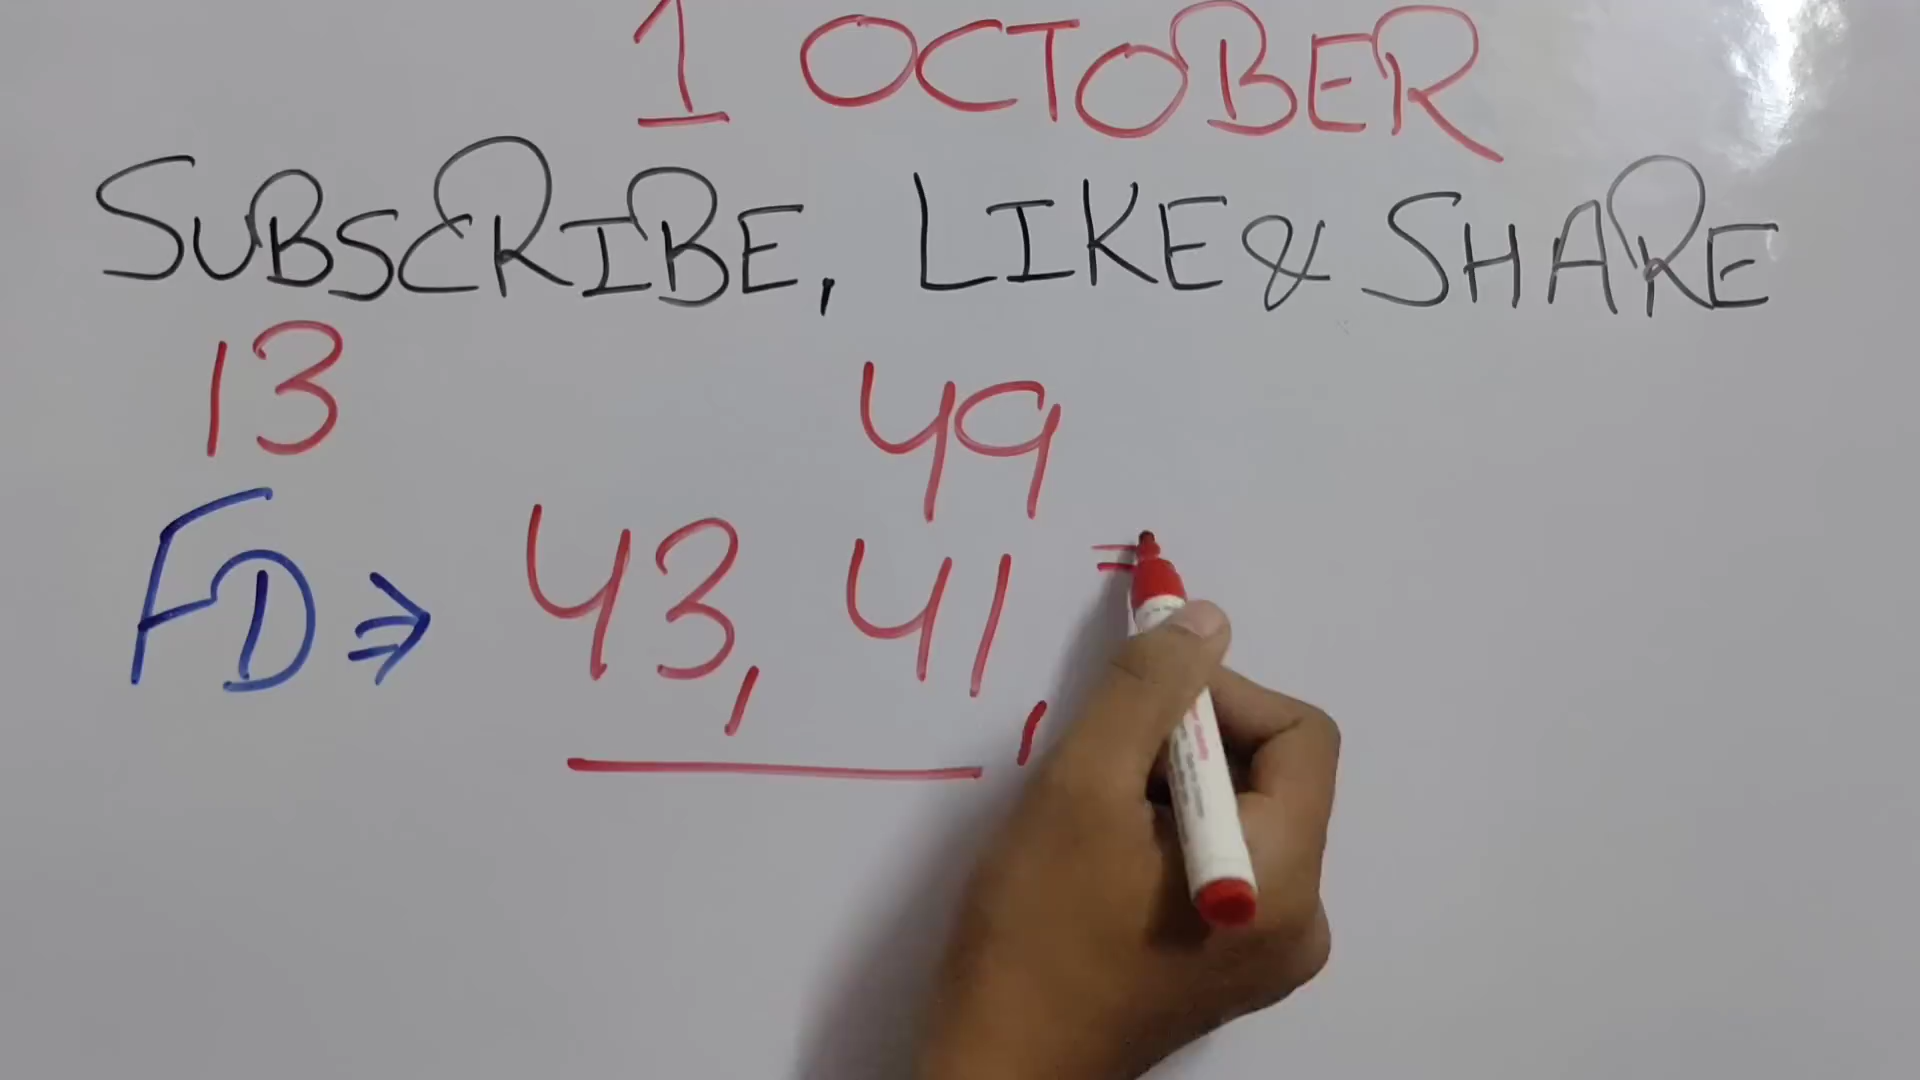 1 OCTOBER
SUBSCRIBE, LIKE & SHARE
13 49
FD ⇒ 43, 41, =